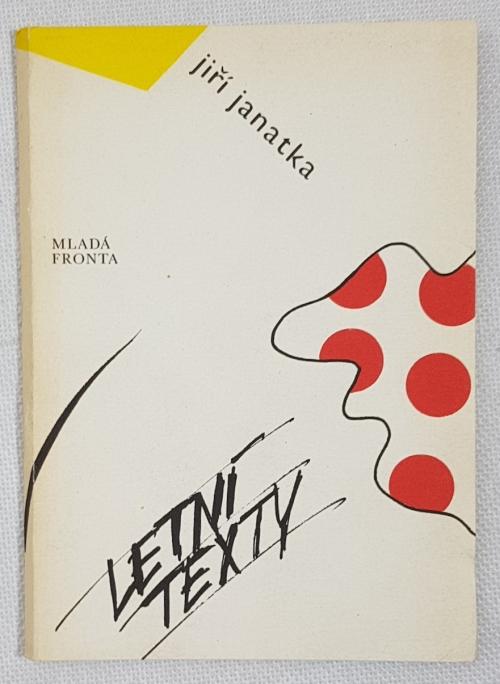 jiří janatka
MLADÁ
FRONTA
LETNÍ
TEXTY